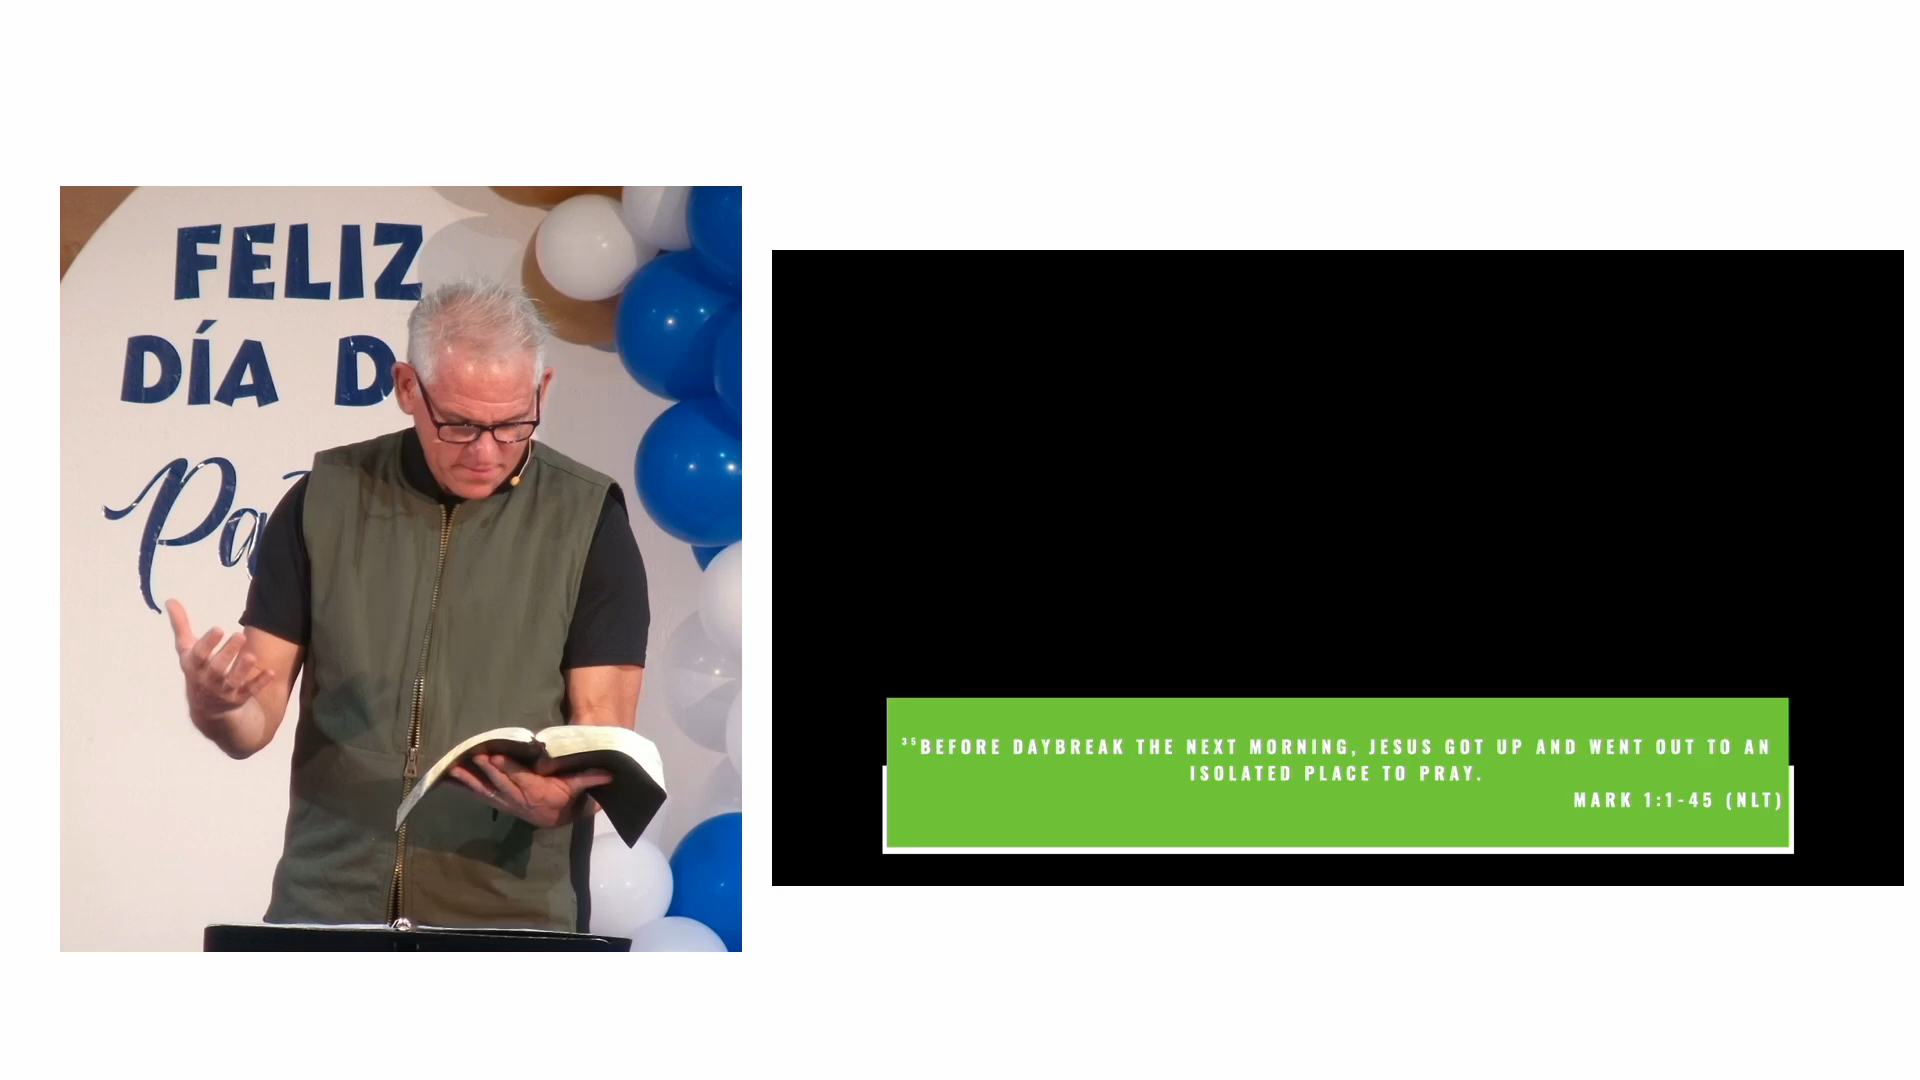 FELIZ
DÍA D
Pa
³⁵BEFORE DAYBREAK THE NEXT MORNING, JESUS GOT UP AND WENT OUT TO AN
ISOLATED PLACE TO PRAY.
MARK 1:1-45 (NLT)